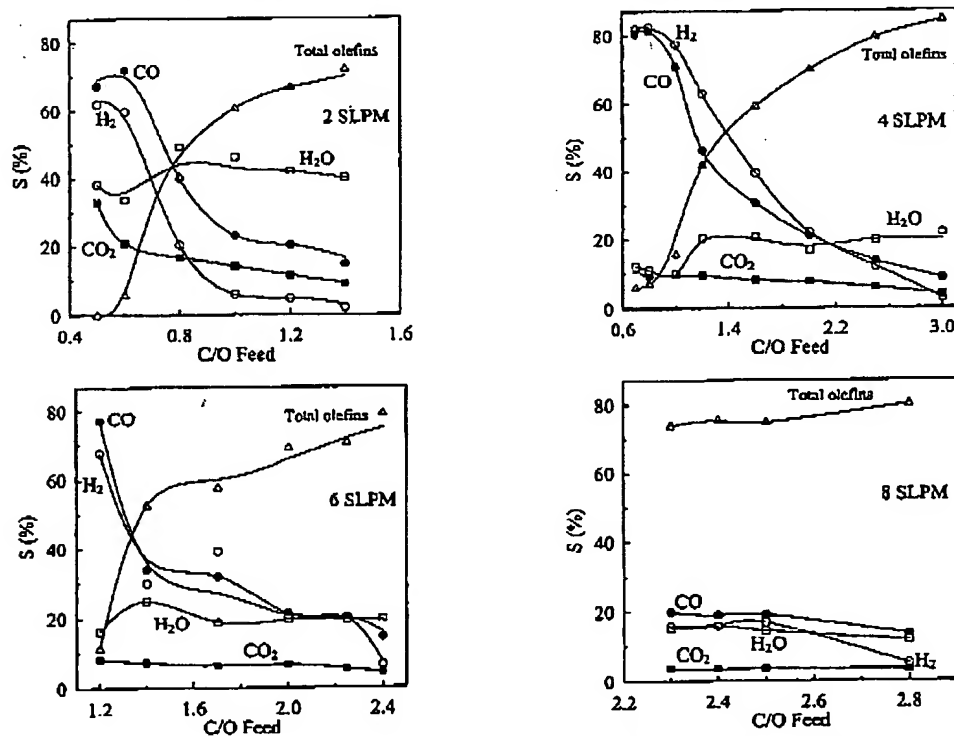 80
60
40
20
0
S (%)
CO
H₂
CO₂
Total olefins
2 SLPM
H₂O
0.4
0.8
1.2
1.6
C/O Feed
80
60
40
20
0
S (%)
H₂
CO
Total olefins
4 SLPM
H₂O
CO₂
0.6
1.4
2.2
3.0
C/O Feed
80
60
40
20
0
S (%)
CO
H₂
Total olefins
6 SLPM
H₂O
CO₂
1.2
1.6
2.0
2.4
C/O Feed
80
60
40
20
0
S (%)
Total olefins
8 SLPM
CO
H₂O
CO₂
H₂
2.2
2.4
2.6
2.8
C/O Feed